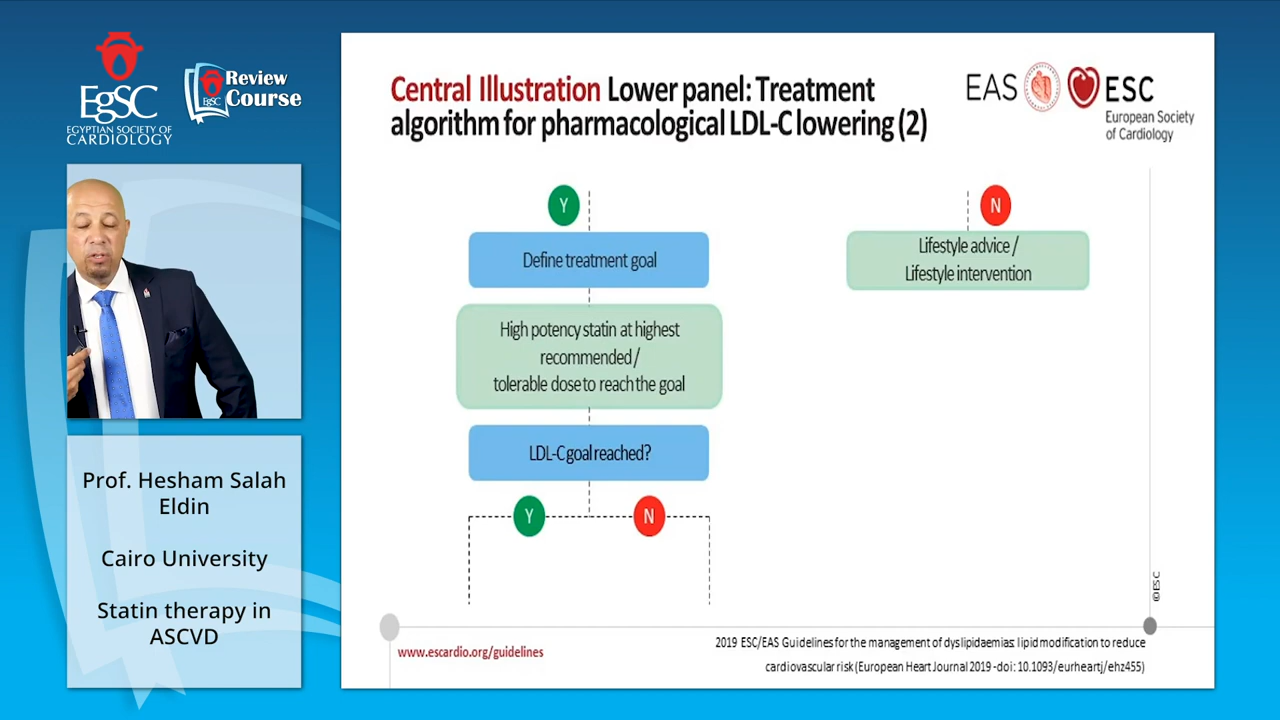 EgSC
EGYPTIAN SOCIETY OF
CARDIOLOGY
EgSC
Review
Course
Prof. Hesham Salah
Eldin
Cairo University
Statin therapy in
ASCVD
Central Illustration Lower panel: Treatment
algorithm for pharmacological LDL-C lowering (2)
EAS
ESC
European Society
of Cardiology
Y
N
Define treatment goal
Lifestyle advice /
Lifestyle intervention
High potency statin at highest
recommended /
tolerable dose to reach the goal
LDL-C goal reached?
Y
N
©ESC
www.escardio.org/guidelines
2019 ESC/EAS Guidelines for the management of dyslipidaemias: lipid modification to reduce
cardiovascular risk (European Heart Journal 2019 -doi: 10.1093/eurheartj/ehz455)